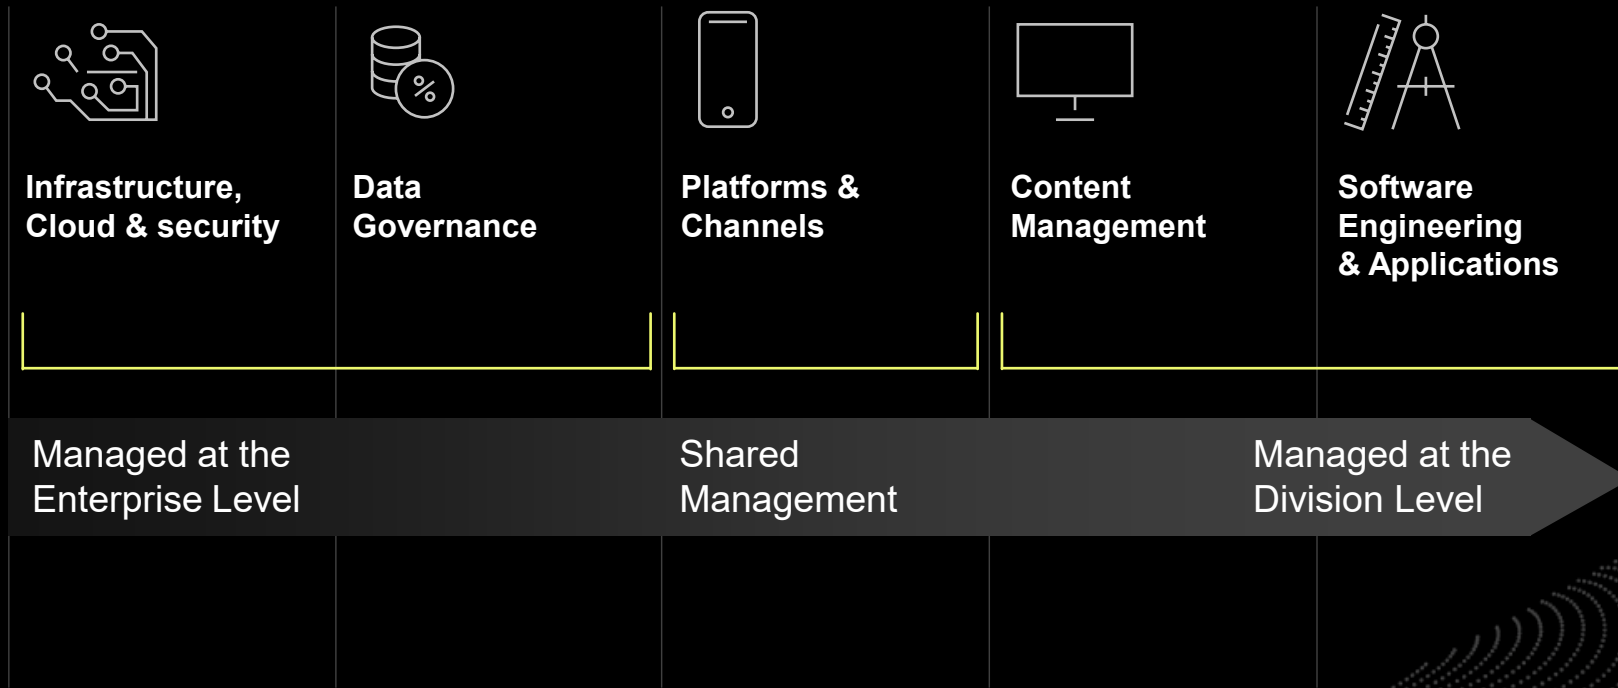 Infrastructure,
Cloud & security
Data
Governance
Platforms &
Channels
Content
Management
Software
Engineering
& Applications
Managed at the
Enterprise Level
Shared
Management
Managed at the
Division Level